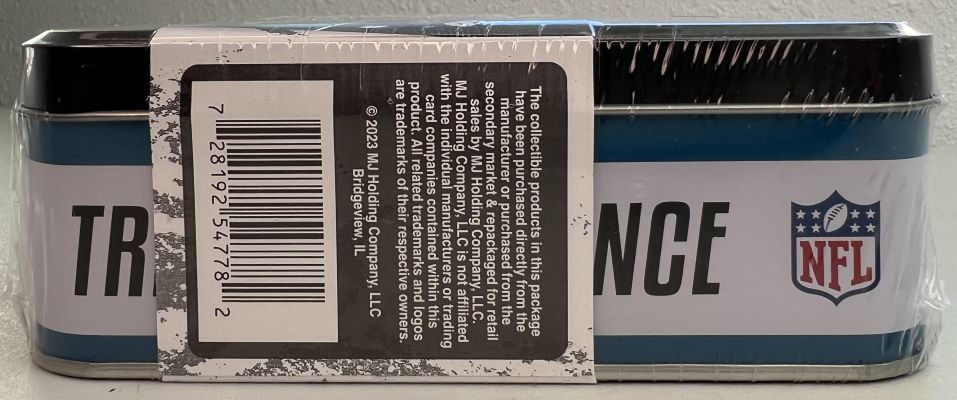 TR
NCE
NFL
The collectible products in this package
have been purchased directly from the
manufacturer or purchased from the
secondary market & repackaged for retail
sales by MJ Holding Company, LLC.
MJ Holding Company, LLC is not affiliated
with the individual manufacturers or trading
card companies contained within this
product. All related trademarks and logos
are trademarks of their respective owners.
© 2023 MJ Holding Company, LLC
Bridgeview, IL
7 28192 54778 2